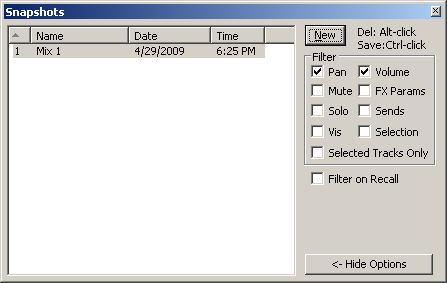 Snapshots
Name Date Time
1 Mix 1 4/29/2009 6:25 PM
New
Del: Alt-click
Save:Ctrl-click
Filter
Pan Volume
Mute FX Params
Solo Sends
Vis Selection
Selected Tracks Only
Filter on Recall
<- Hide Options